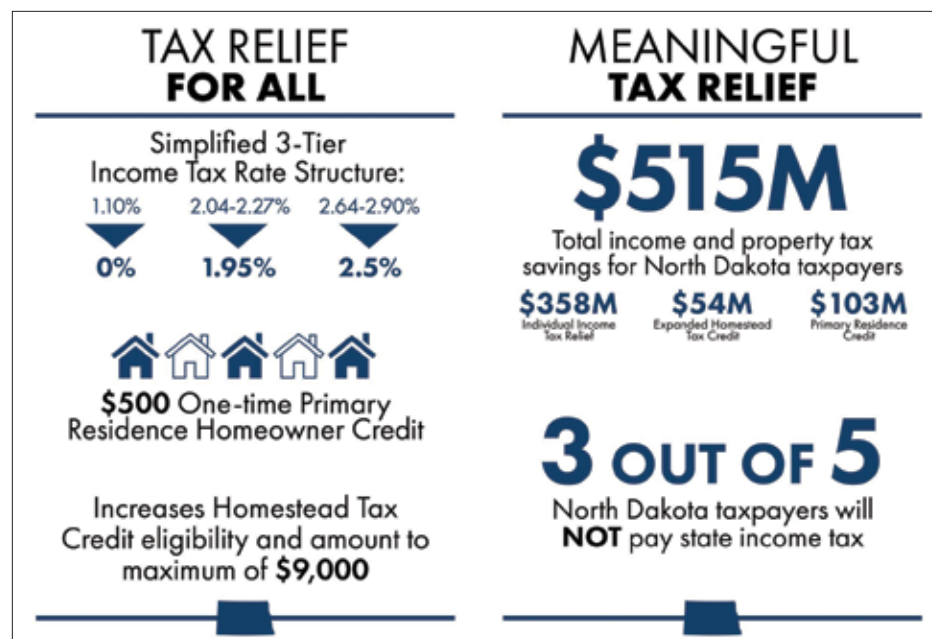 TAX RELIEF
FOR ALL
Simplified 3-Tier
Income Tax Rate Structure:
1.10% 2.04-2.27% 2.64-2.90%
0% 1.95% 2.5%
$500 One-time Primary
Residence Homeowner Credit
Increases Homestead Tax
Credit eligibility and amount to
maximum of $9,000
MEANINGFUL
TAX RELIEF
$515M
Total income and property tax
savings for North Dakota taxpayers
$358M $54M $103M
Individual Income Expanded Homestead Primary Residence
Tax Relief Tax Credit Credit
3 OUT OF 5
North Dakota taxpayers will
NOT pay state income tax